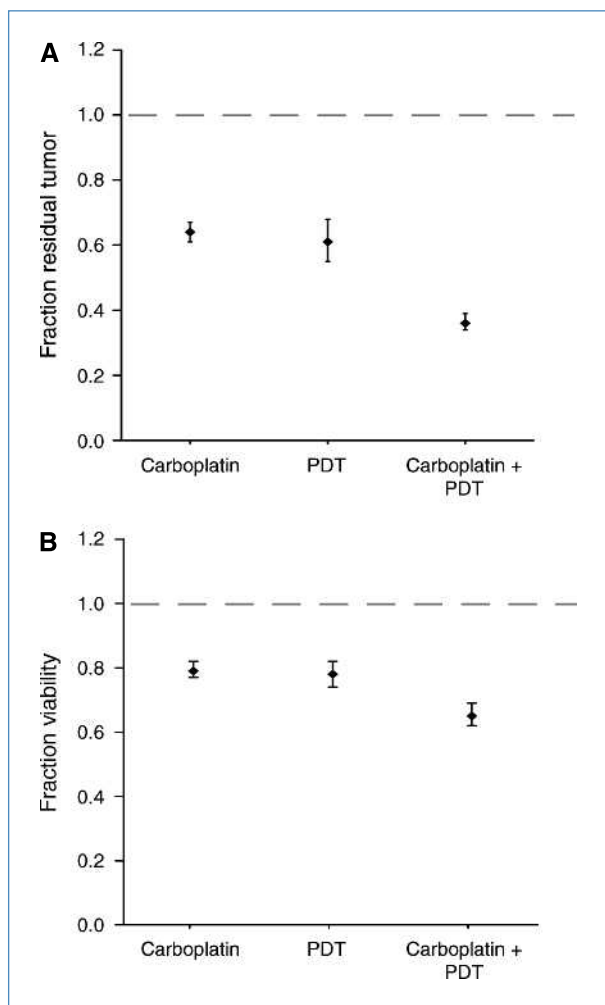 A
1.2
1.0
0.8
0.6
0.4
0.2
0.0
Fraction residual tumor
Carboplatin PDT Carboplatin +
PDT
B
1.2
1.0
0.8
0.6
0.4
0.2
0.0
Fraction viability
Carboplatin PDT Carboplatin +
PDT